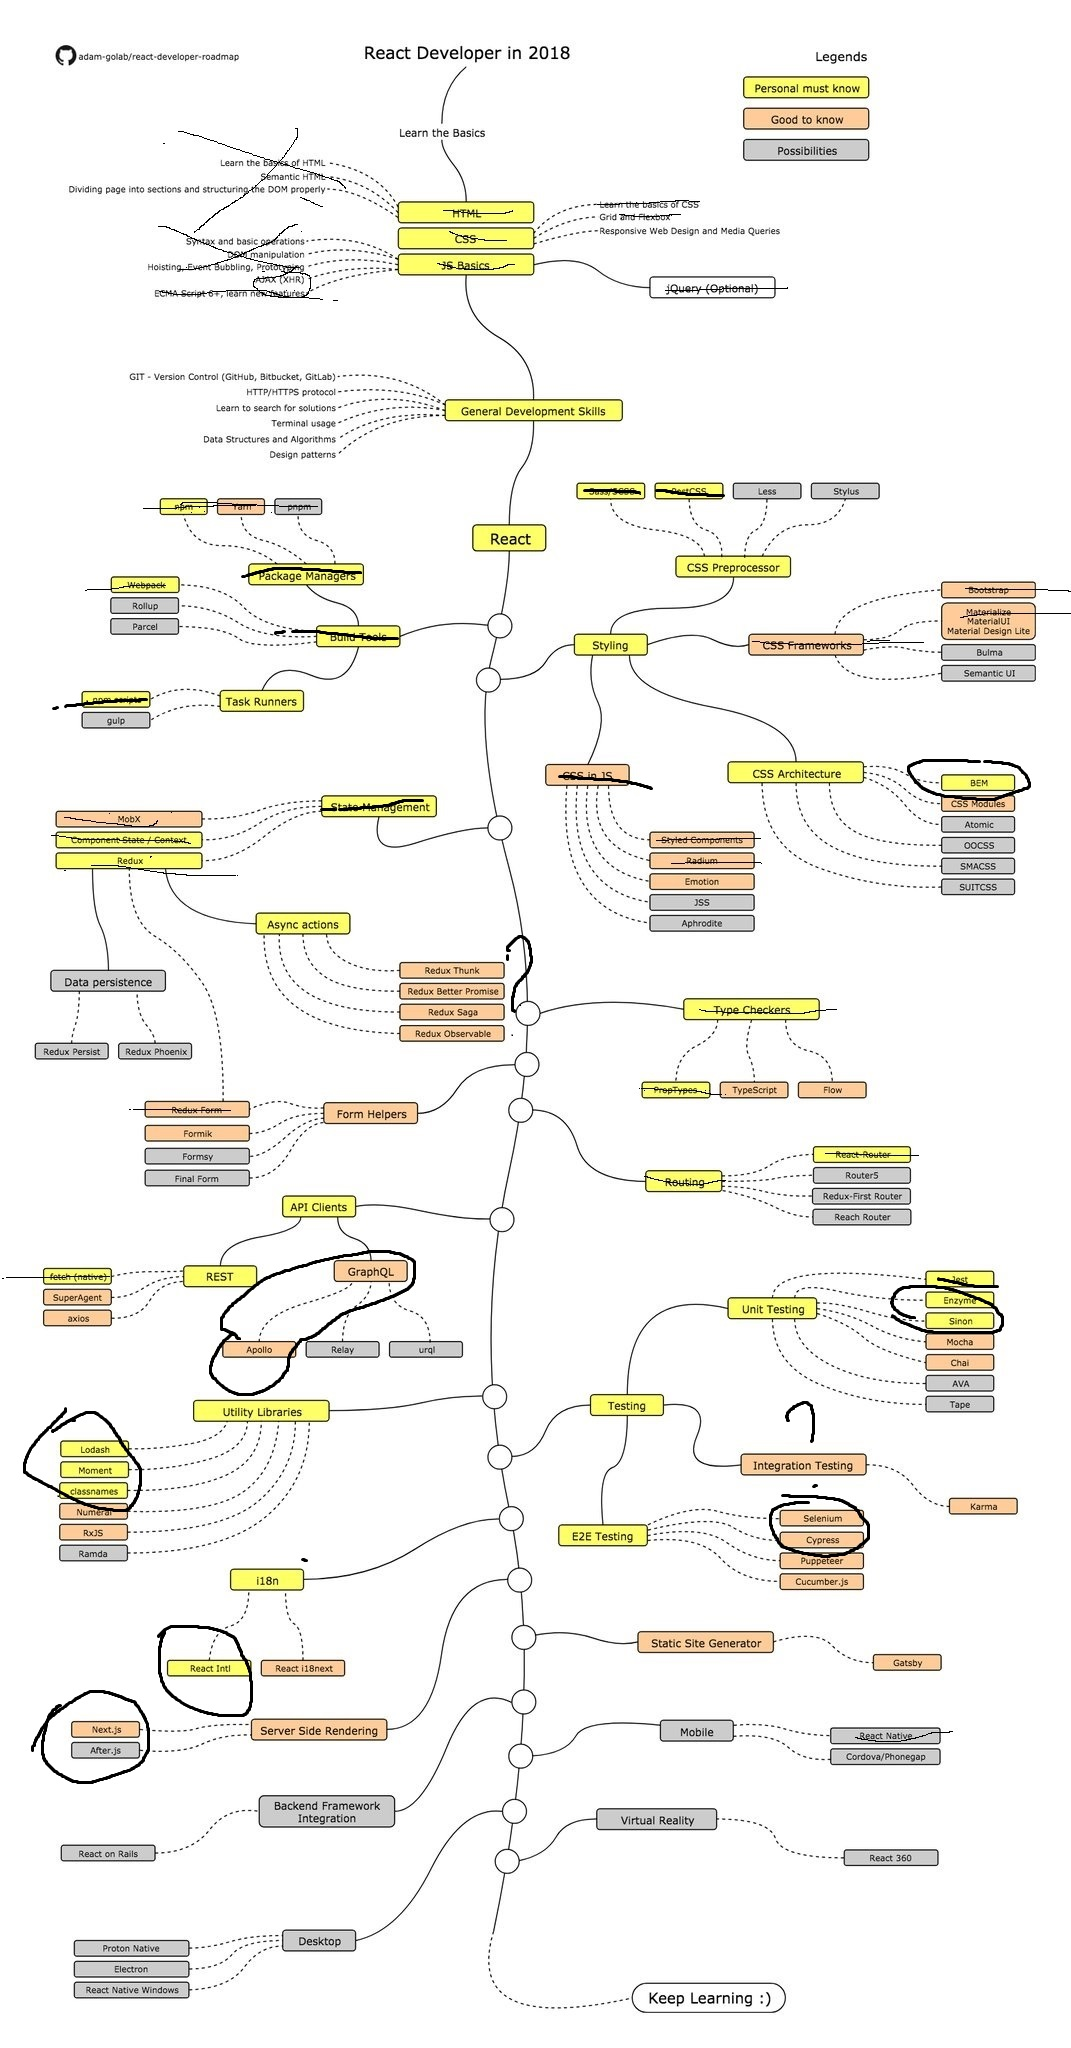 adam-golab/react-developer-roadmap
React Developer in 2018
Legends
Personal must know
Good to know
Possibilities
Learn the Basics
Learn the basics of HTML
Semantic HTML
Dividing page into sections and structuring the DOM properly
HTML
CSS
JS Basics
Learn the basics of CSS
Grid and Flexbox
Responsive Web Design and Media Queries
Syntax and basic operations
DOM manipulation
Hoisting, Event Bubbling, Prototyping
AJAX (XHR)
ECMA Script 6+, learn new features
jQuery (Optional)
GIT - Version Control (GitHub, Bitbucket, GitLab)
HTTP/HTTPS protocol
Learn to search for solutions
Terminal usage
Data Structures and Algorithms
Design patterns
General Development Skills
React
npm
Yarn
pnpm
Package Managers
Webpack
Rollup
Parcel
Build Tools
npm scripts
gulp
Task Runners
Sass/SCSS
PostCSS
Less
Stylus
CSS Preprocessor
Styling
CSS Frameworks
Bootstrap
Materialize
MaterialUI
Material Design Lite
Bulma
Semantic UI
CSS in JS
CSS Architecture
BEM
CSS Modules
Atomic
OOCSS
SMACSS
SUITCSS
Styled Components
Radium
Emotion
JSS
Aphrodite
State Management
MobX
Component State / Context
Redux
Async actions
Redux Thunk
Redux Better Promise
Redux Saga
Redux Observable
Data persistence
Redux Persist
Redux Phoenix
Type Checkers
PropTypes
TypeScript
Flow
Form Helpers
Redux Form
Formik
Formsy
Final Form
Routing
React Router
Router5
Redux-First Router
Reach Router
API Clients
REST
fetch (native)
SuperAgent
axios
GraphQL
Apollo
Relay
urql
Unit Testing
Jest
Enzyme
Sinon
Mocha
Chai
AVA
Tape
Utility Libraries
Lodash
Moment
classnames
Numeral
RxJS
Ramda
Testing
?
Integration Testing
Karma
E2E Testing
Selenium
Cypress
Puppeteer
Cucumber.js
i18n
React Intl
React i18next
Static Site Generator
Gatsby
Server Side Rendering
Next.js
After.js
Mobile
React Native
Cordova/Phonegap
Backend Framework
Integration
React on Rails
Virtual Reality
React 360
Desktop
Proton Native
Electron
React Native Windows
Keep Learning :)